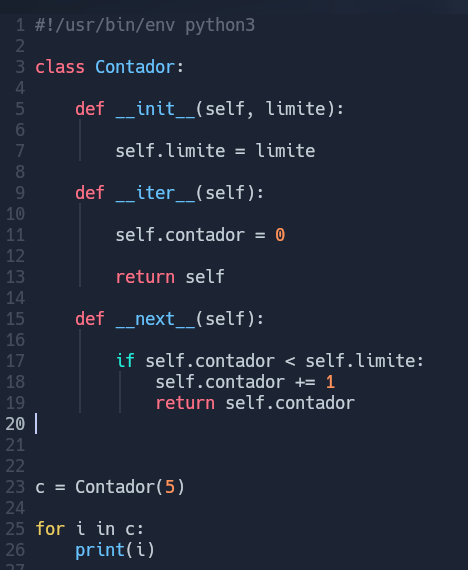 1 #!/usr/bin/env python3
2
3 class Contador:
4
5     def __init__(self, limite):
6
7         self.limite = limite
8
9     def __iter__(self):
10
11         self.contador = 0
12
13         return self
14
15     def __next__(self):
16
17         if self.contador < self.limite:
18             self.contador += 1
19             return self.contador
20
21
22
23 c = Contador(5)
24
25 for i in c:
26     print(i)
27